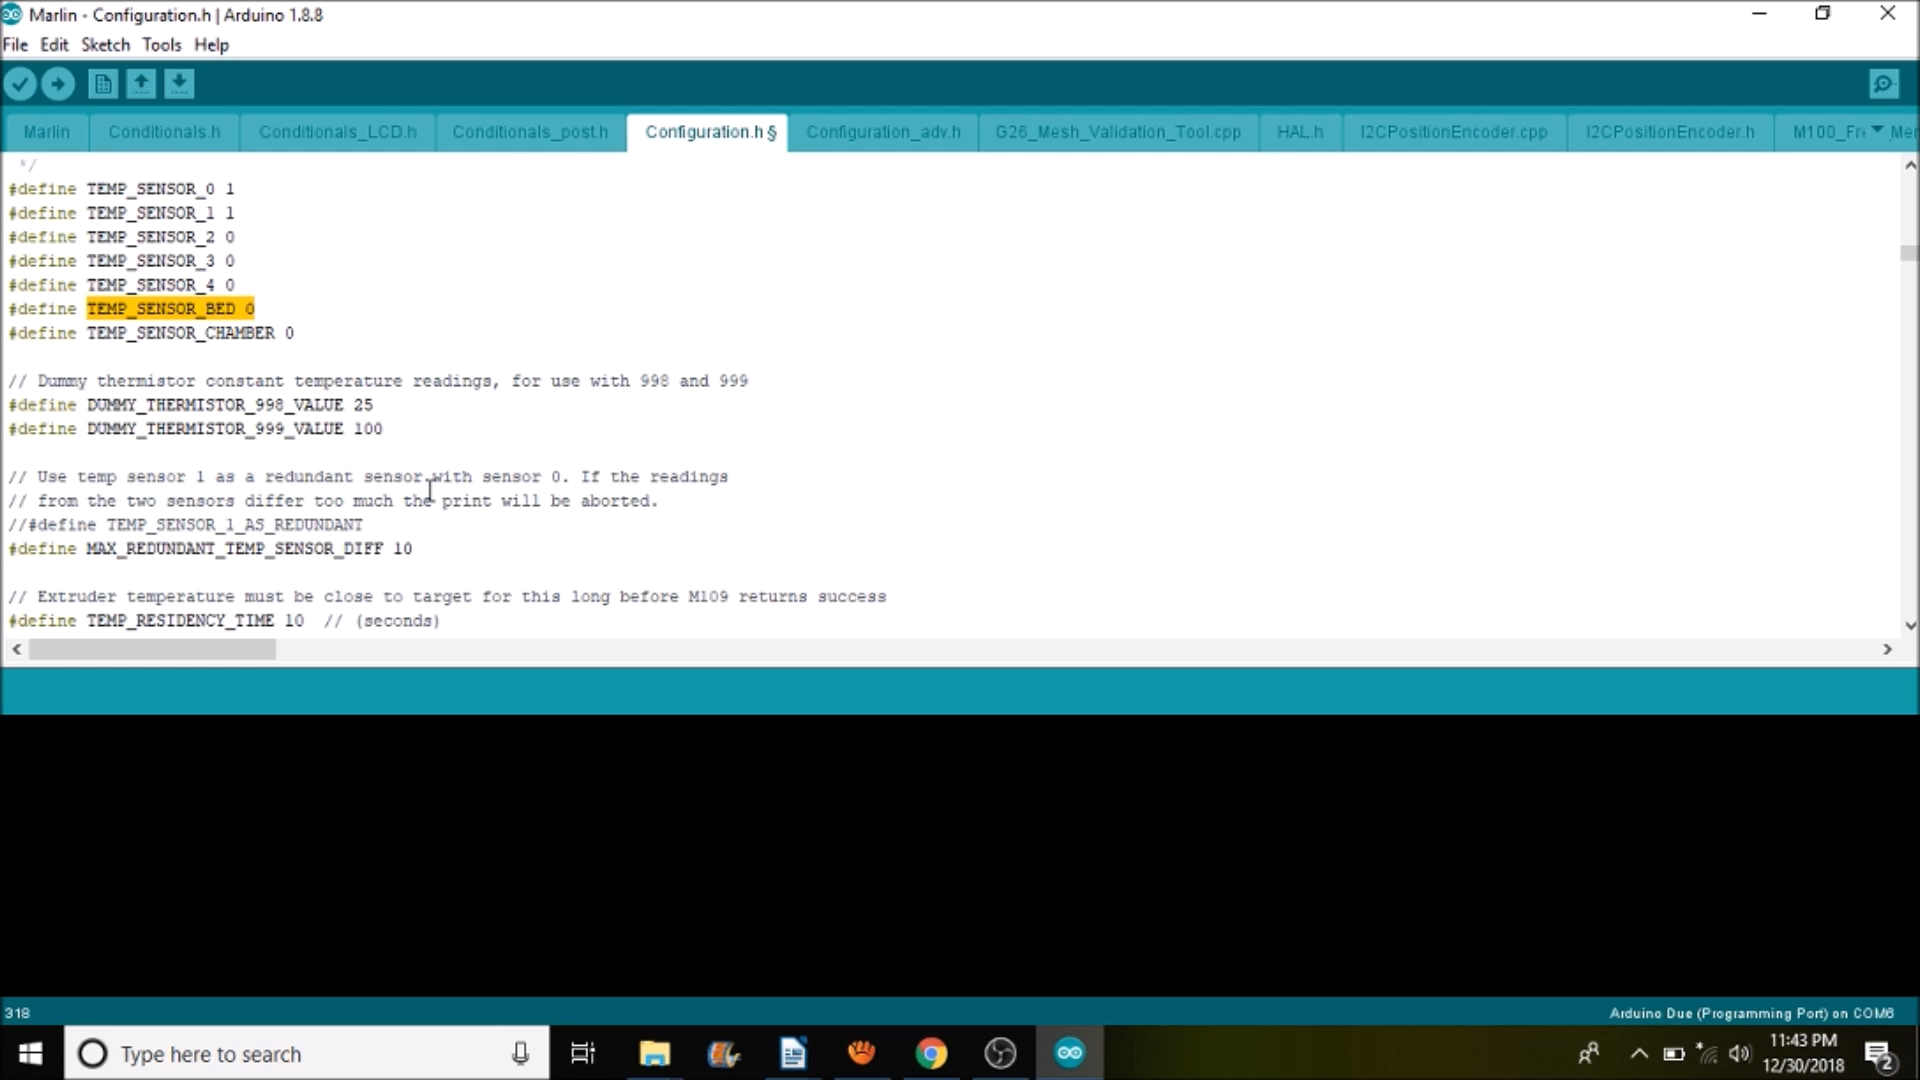 Marlin - Configuration.h | Arduino 1.8.8
File Edit Sketch Tools Help
Marlin Conditionals.h Conditionals_LCD.h Conditionals_post.h Configuration.h § Configuration_adv.h G26_Mesh_Validation_Tool.cpp HAL.h I2CPositionEncoder.cpp I2CPositionEncoder.h M100_Fr Mer
*/
#define TEMP_SENSOR_0 1
#define TEMP_SENSOR_1 1
#define TEMP_SENSOR_2 0
#define TEMP_SENSOR_3 0
#define TEMP_SENSOR_4 0
#define TEMP_SENSOR_BED 0
#define TEMP_SENSOR_CHAMBER 0
// Dummy thermistor constant temperature readings, for use with 998 and 999
#define DUMMY_THERMISTOR_998_VALUE 25
#define DUMMY_THERMISTOR_999_VALUE 100
// Use temp sensor 1 as a redundant sensor with sensor 0. If the readings
// from the two sensors differ too much the print will be aborted.
//#define TEMP_SENSOR_1_AS_REDUNDANT
#define MAX_REDUNDANT_TEMP_SENSOR_DIFF 10
// Extruder temperature must be close to target for this long before M109 returns success
#define TEMP_RESIDENCY_TIME 10 // (seconds)
318 Arduino Due (Programming Port) on COM6
Type here to search
11:43 PM
12/30/2018
2